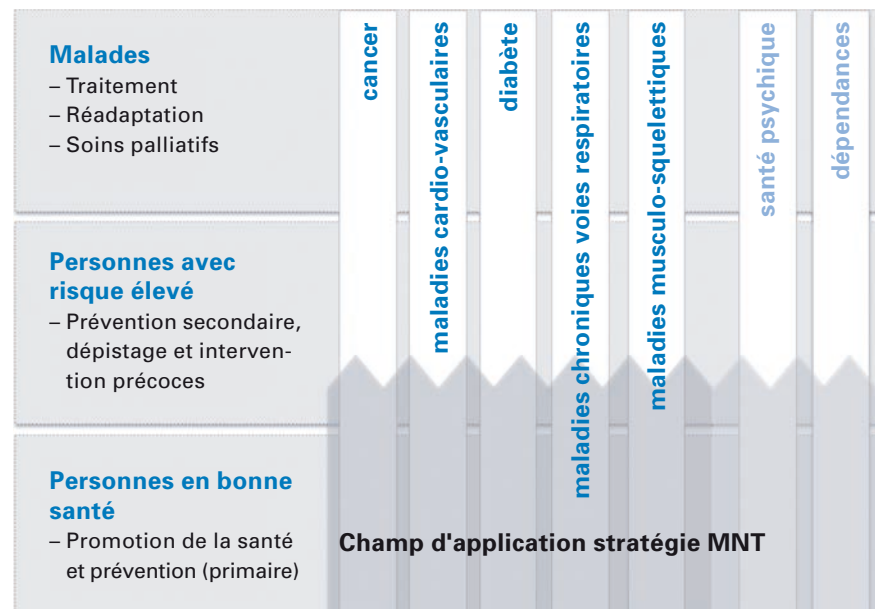 Malades
– Traitement
– Réadaptation
– Soins palliatifs
cancer
maladies cardio-vasculaires
diabète
maladies chroniques voies respiratoires
maladies musculo-squelettiques
santé psychique
dépendances
Personnes avec
risque élevé
– Prévention secondaire,
dépistage et interven-
tion précoces
Personnes en bonne
santé
– Promotion de la santé
et prévention (primaire)
Champ d'application stratégie MNT